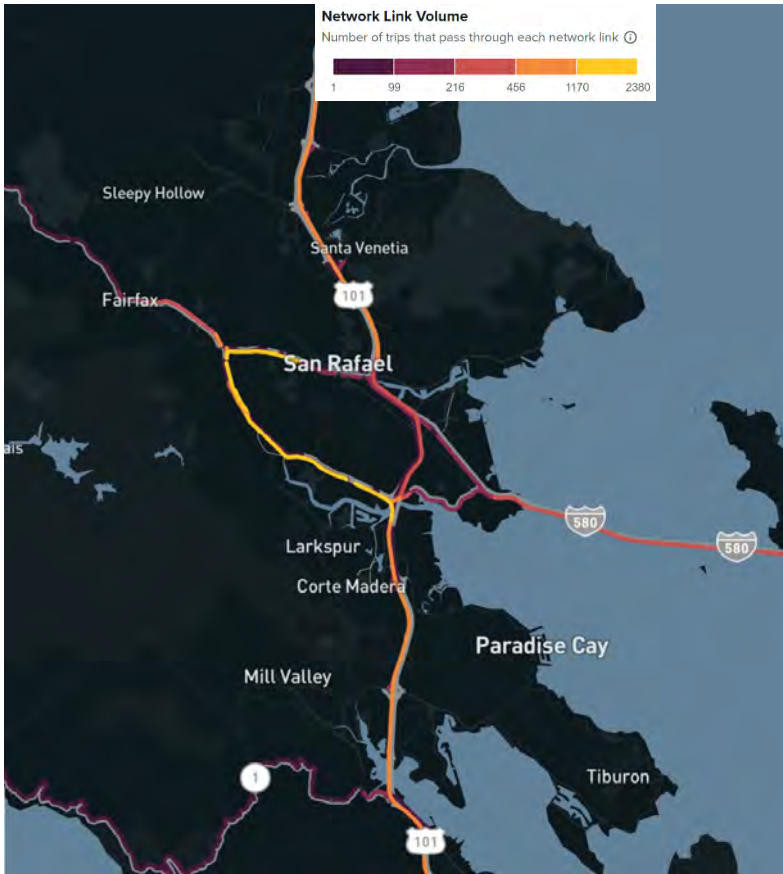 Network Link Volume
Number of trips that pass through each network link
1 99 216 456 1170 2380
Sleepy Hollow
Santa Venetia
101
Fairfax
San Rafael
ais
580
580
Larkspur
Corte Madera
Paradise Cay
Mill Valley
1
Tiburon
101